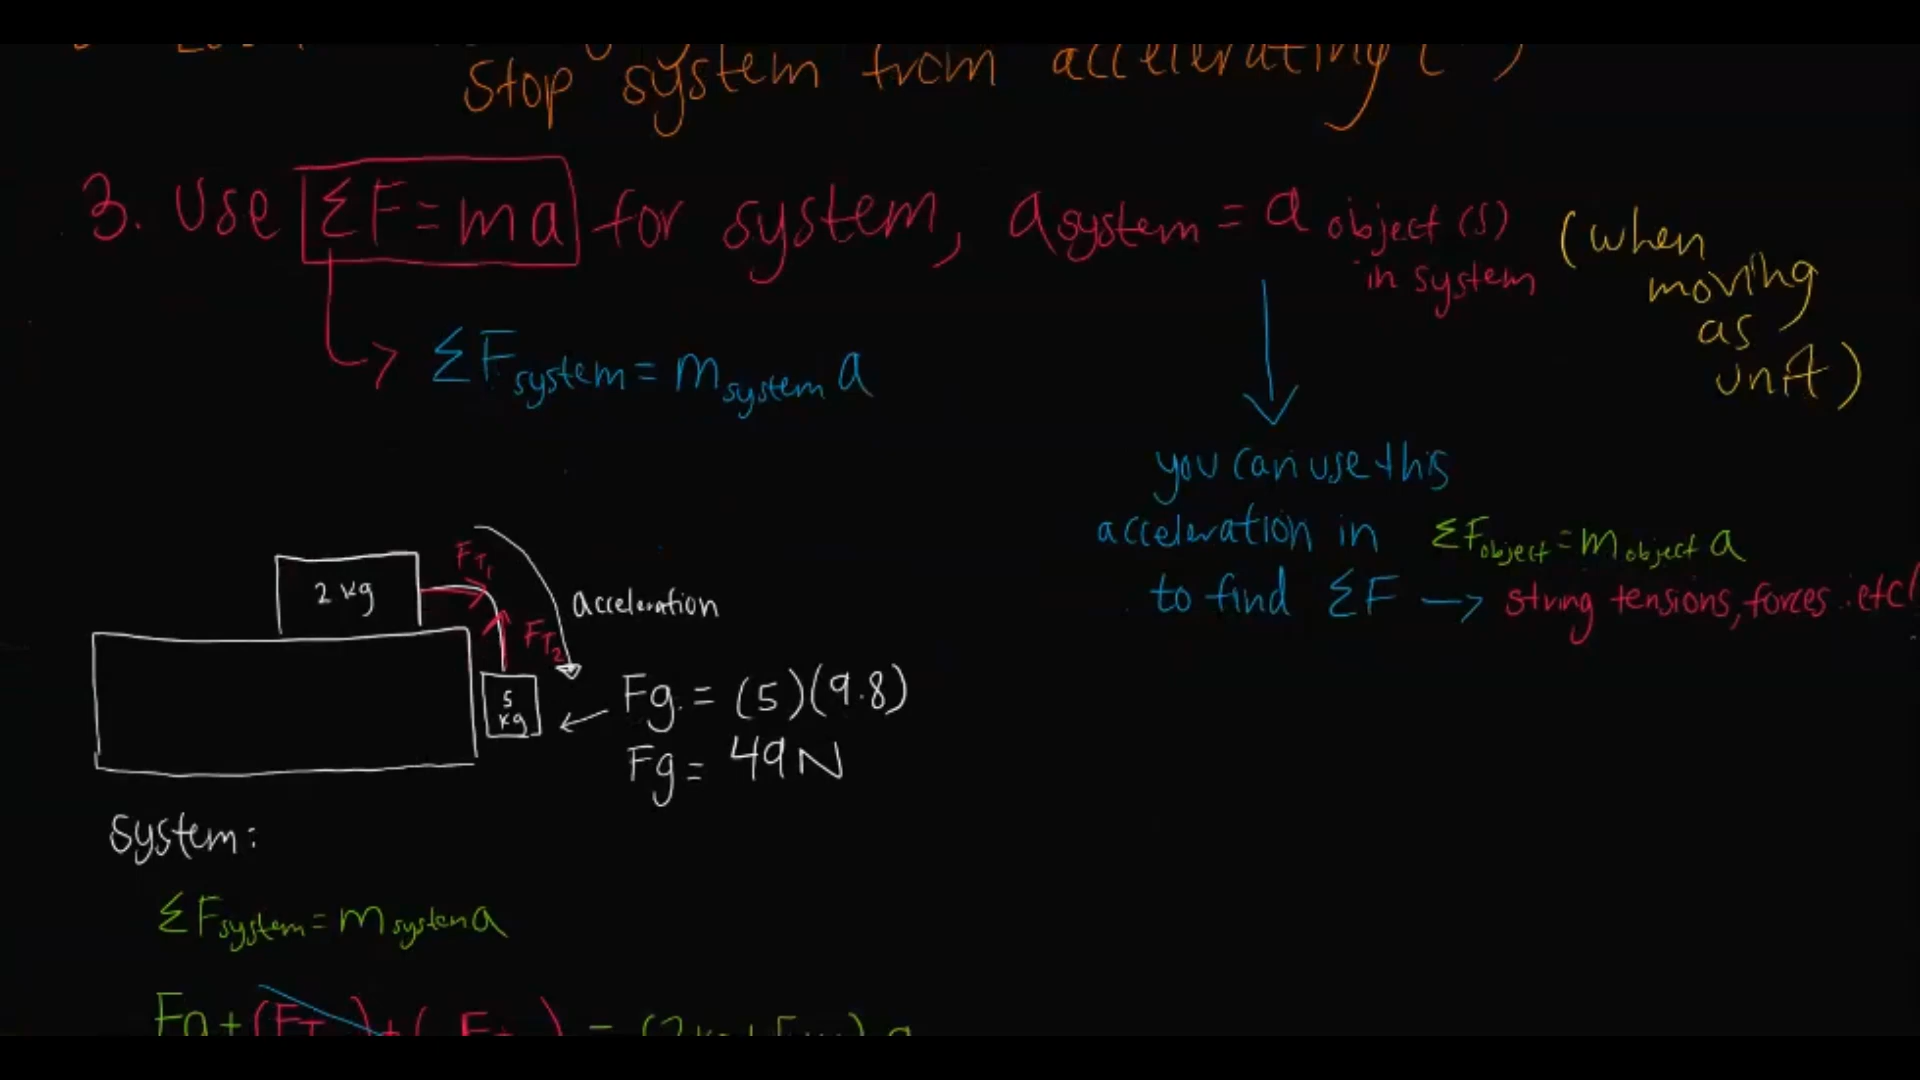 Stop system from accelerating
3. Use ΣF=ma for system, a system = a object(s) in system (when moving as unit)
ΣFsystem = msystem a
you can use this
acceleration in ΣFobject = mobject a
to find ΣF → string tensions, forces...etc
2 kg
FT1
acceleration
FT2
5 kg
Fg = (5)(9.8)
Fg = 49N
System:
ΣFsystem = msystem a